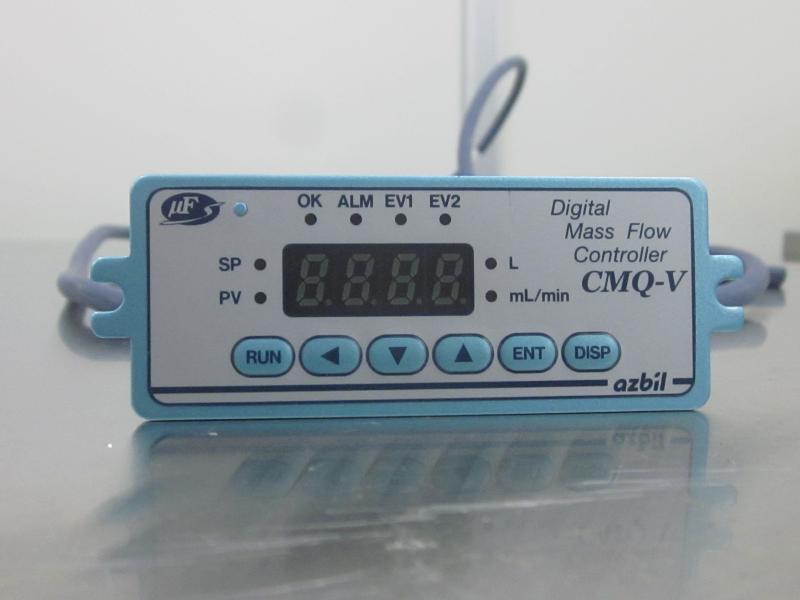 μF
OK ALM EV1 EV2
Digital
Mass Flow
Controller
CMQ-V
SP
L
PV
mL/min
RUN ◀ ▼ ▲ ENT DISP
azbil